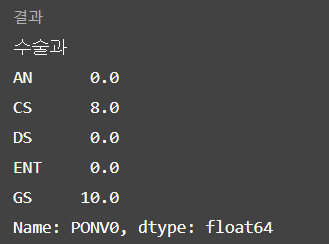 결과
수술과
AN 0.0
CS 8.0
DS 0.0
ENT 0.0
GS 10.0
Name: PONV0, dtype: float64